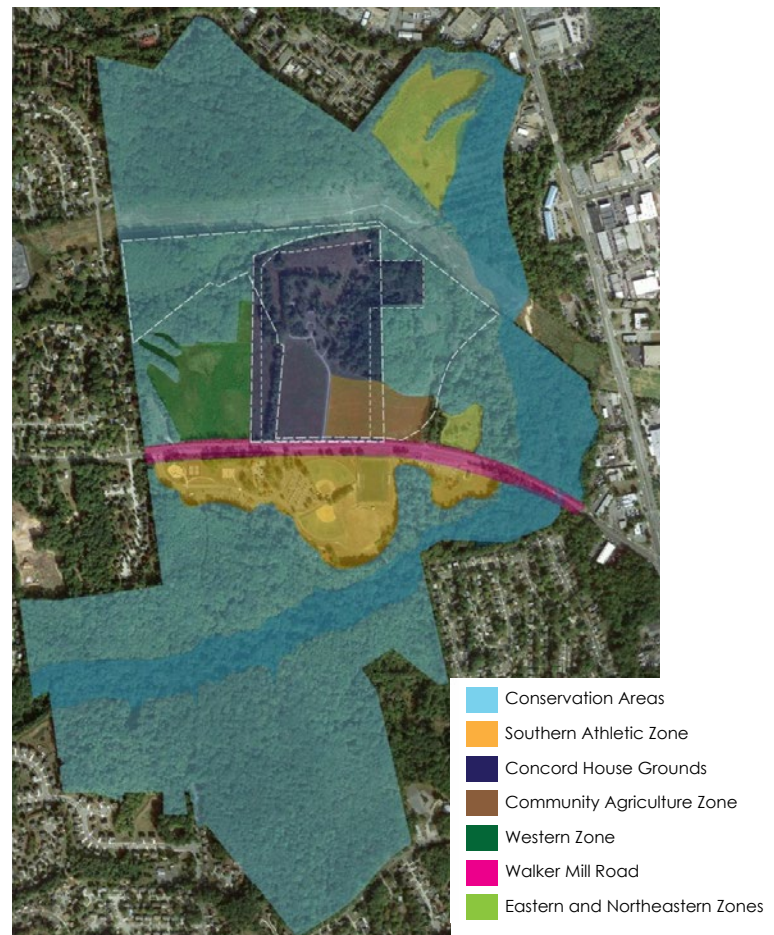 Conservation Areas
Southern Athletic Zone
Concord House Grounds
Community Agriculture Zone
Western Zone
Walker Mill Road
Eastern and Northeastern Zones